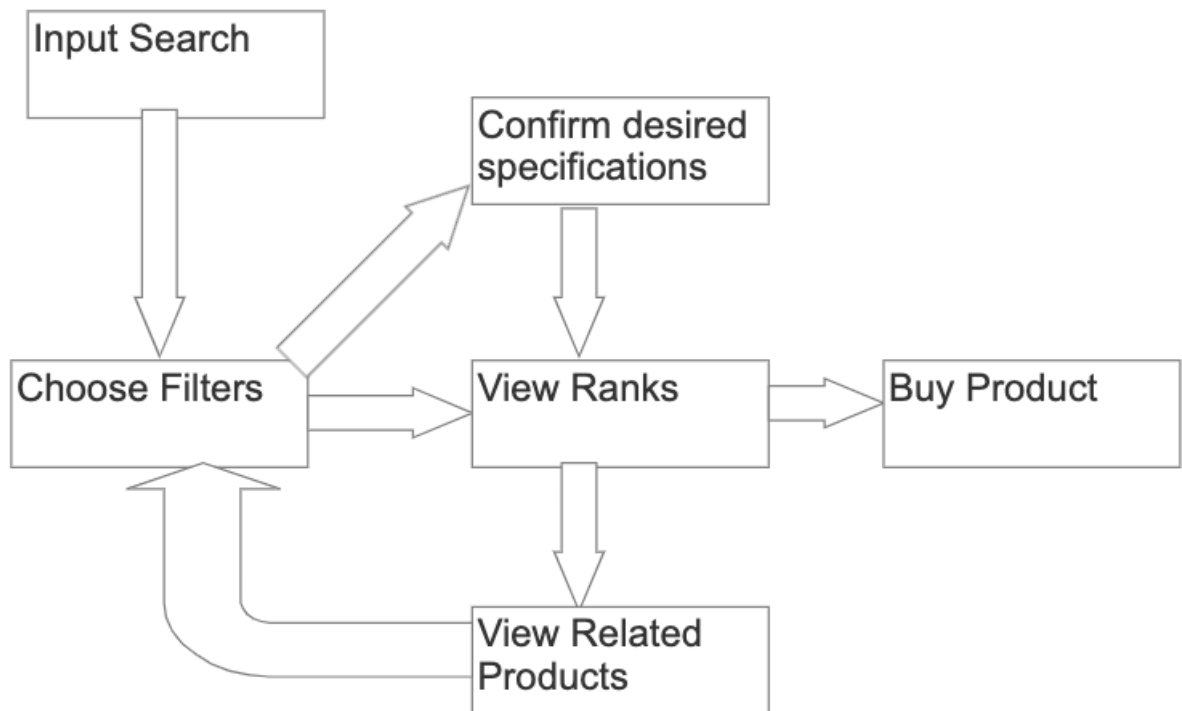 Input Search
Confirm desired
specifications
Choose Filters
View Ranks
Buy Product
View Related
Products